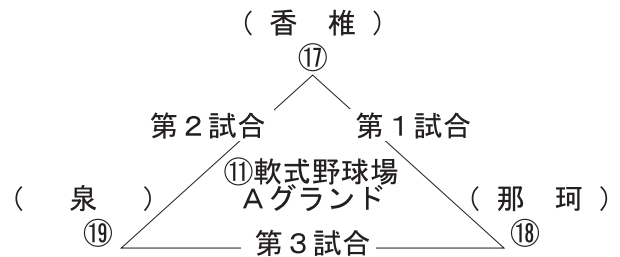 （ 香　椎 ）
⑰
第２試合　第１試合
⑪軟式野球場
Ａグランド
（　泉　）　（ 那　珂 ）
⑲　⑱
第３試合